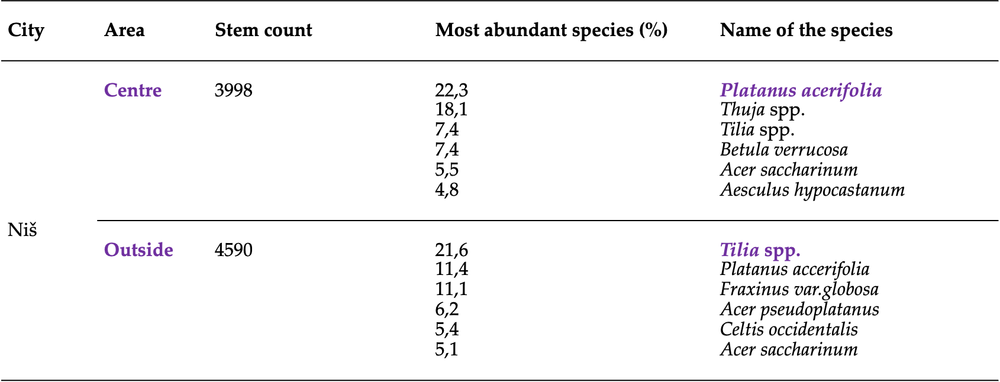 City Area Stem count Most abundant species (%) Name of the species
Centre 3998 22,3 Platanus acerifolia
18,1 Thuja spp.
7,4 Tilia spp.
7,4 Betula verrucosa
5,5 Acer saccharinum
4,8 Aesculus hypocastanum
Niš
Outside 4590 21,6 Tilia spp.
11,4 Platanus accerifolia
11,1 Fraxinus var.globosa
6,2 Acer pseudoplatanus
5,4 Celtis occidentalis
5,1 Acer saccharinum